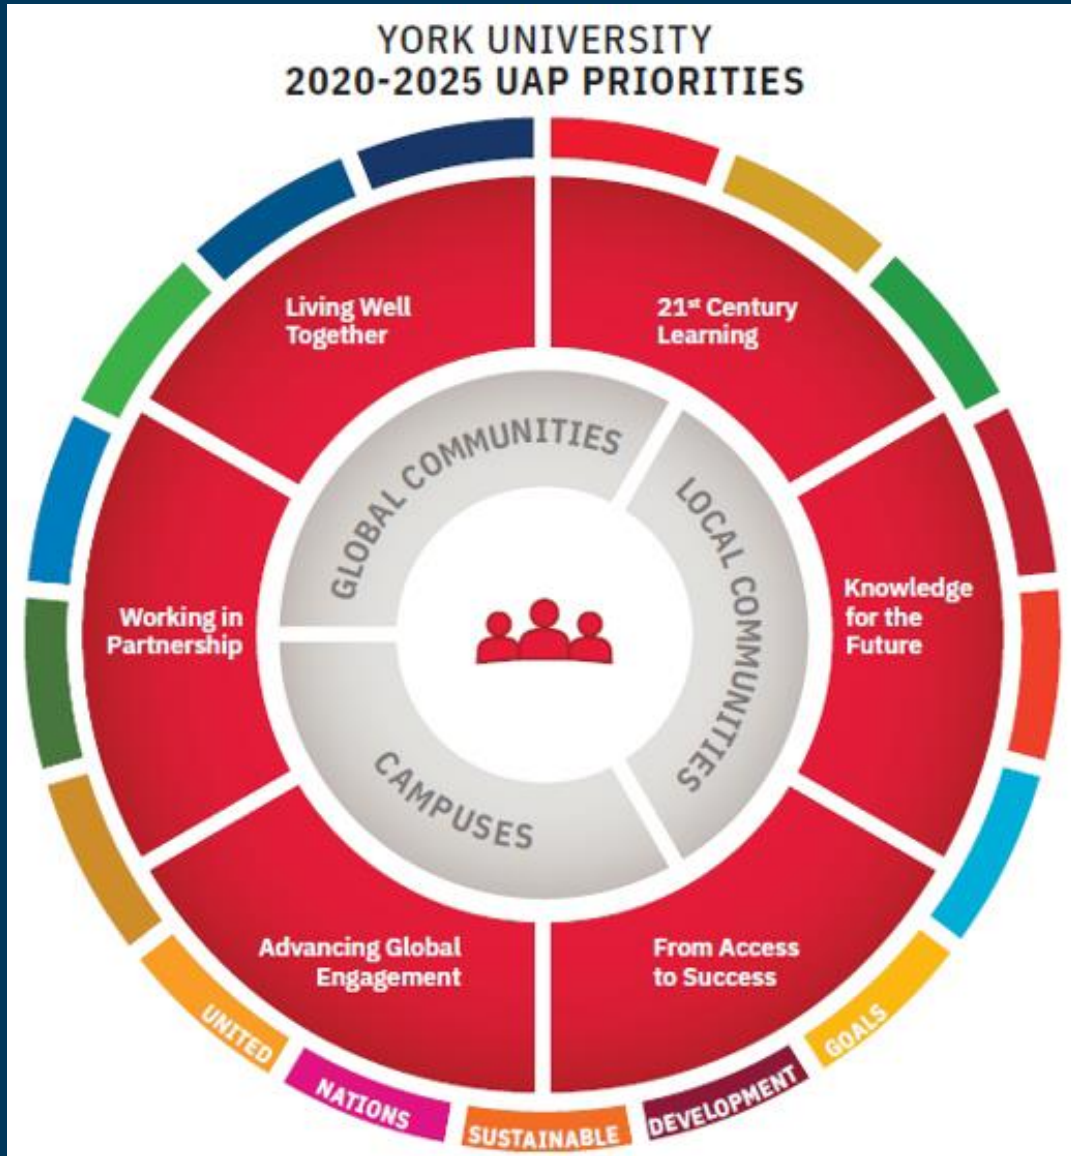 YORK UNIVERSITY
2020-2025 UAP PRIORITIES
Living Well
Together
21st Century
Learning
GLOBAL COMMUNITIES
LOCAL COMMUNITIES
Knowledge
for the
Future
Working in
Partnership
CAMPUSES
Advancing Global
Engagement
From Access
to Success
UNITED
NATIONS
SUSTAINABLE
DEVELOPMENT
GOALS